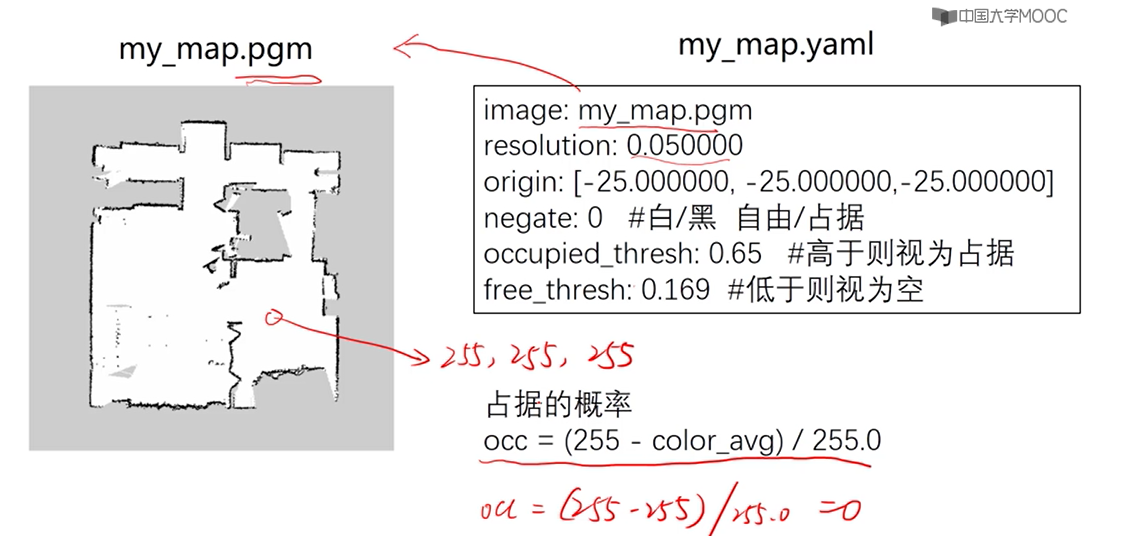 中国大学MOOC
my_map.pgm
my_map.yaml
image: my_map.pgm
resolution: 0.050000
origin: [-25.000000, -25.000000,-25.000000]
negate: 0 #白/黑 自由/占据
occupied_thresh: 0.65 #高于则视为占据
free_thresh: 0.169 #低于则视为空
255, 255, 255
占据的概率
occ = (255 - color_avg) / 255.0
occ = (255-255)/255.0 =0